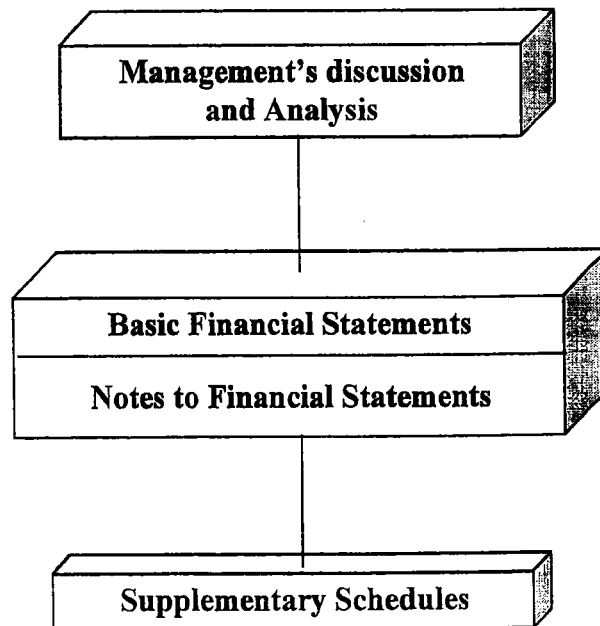 Management's discussion
and Analysis
Basic Financial Statements
Notes to Financial Statements
Supplementary Schedules